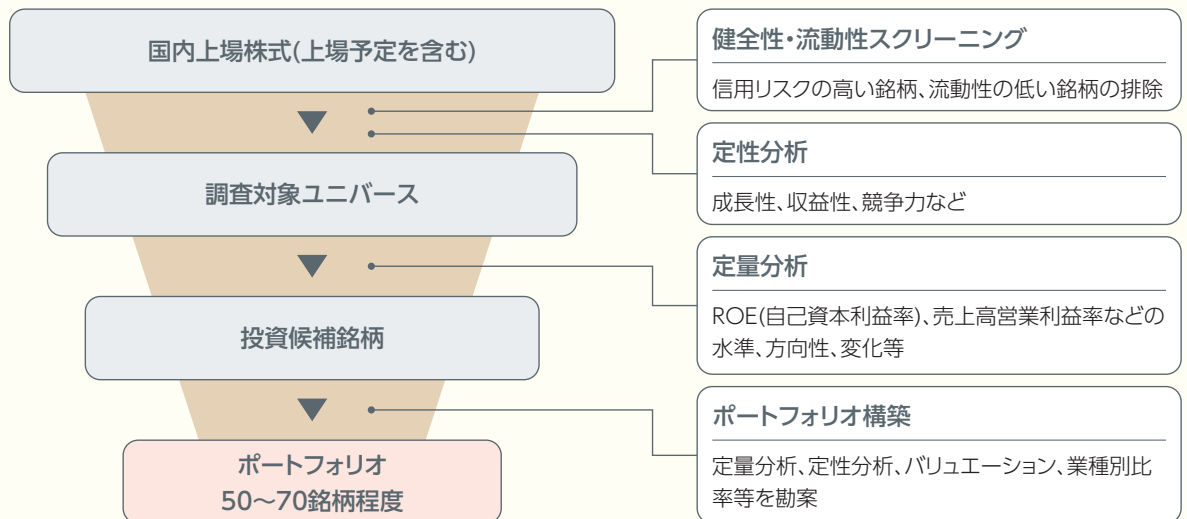 国内上場株式(上場予定を含む)
健全性・流動性スクリーニング
信用リスクの高い銘柄、流動性の低い銘柄の排除
定性分析
成長性、収益性、競争力など
調査対象ユニバース
定量分析
ROE(自己資本利益率)、売上高営業利益率などの
水準、方向性、変化等
投資候補銘柄
ポートフォリオ構築
定量分析、定性分析、バリュエーション、業種別比
率等を勘案
ポートフォリオ
50〜70銘柄程度